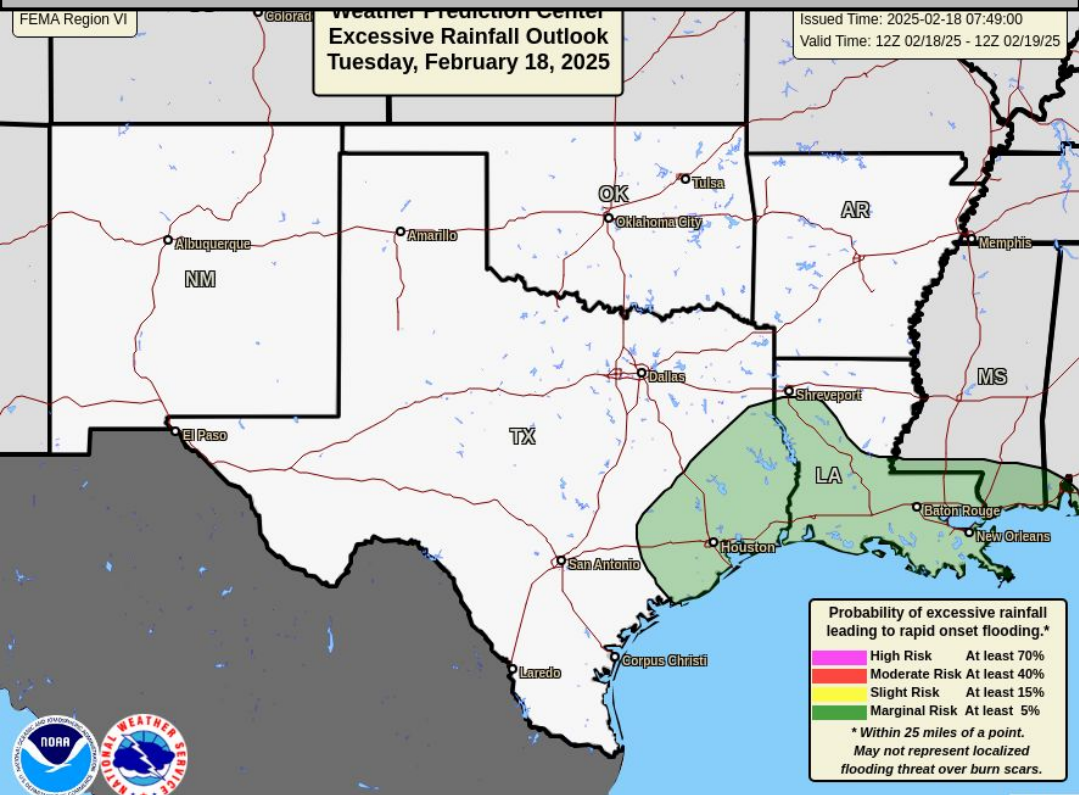 FEMA Region VI
Weather Prediction Center
Excessive Rainfall Outlook
Tuesday, February 18, 2025
Issued Time: 2025-02-18 07:49:00
Valid Time: 12Z 02/18/25 - 12Z 02/19/25
Colorad
Tulsa
OK
AR
Oklahoma City
Amarillo
Albuquerque
Memphis
NM
Dallas
MS
Shreveport
El Paso
TX
LA
Baton Rouge
New Orleans
Houston
San Antonio
Corpus Christi
Laredo
Probability of excessive rainfall
leading to rapid onset flooding.*
High Risk At least 70%
Moderate Risk At least 40%
Slight Risk At least 15%
Marginal Risk At least 5%
* Within 25 miles of a point.
May not represent localized
flooding threat over burn scars.
NOAA
NATIONAL WEATHER SERVICE